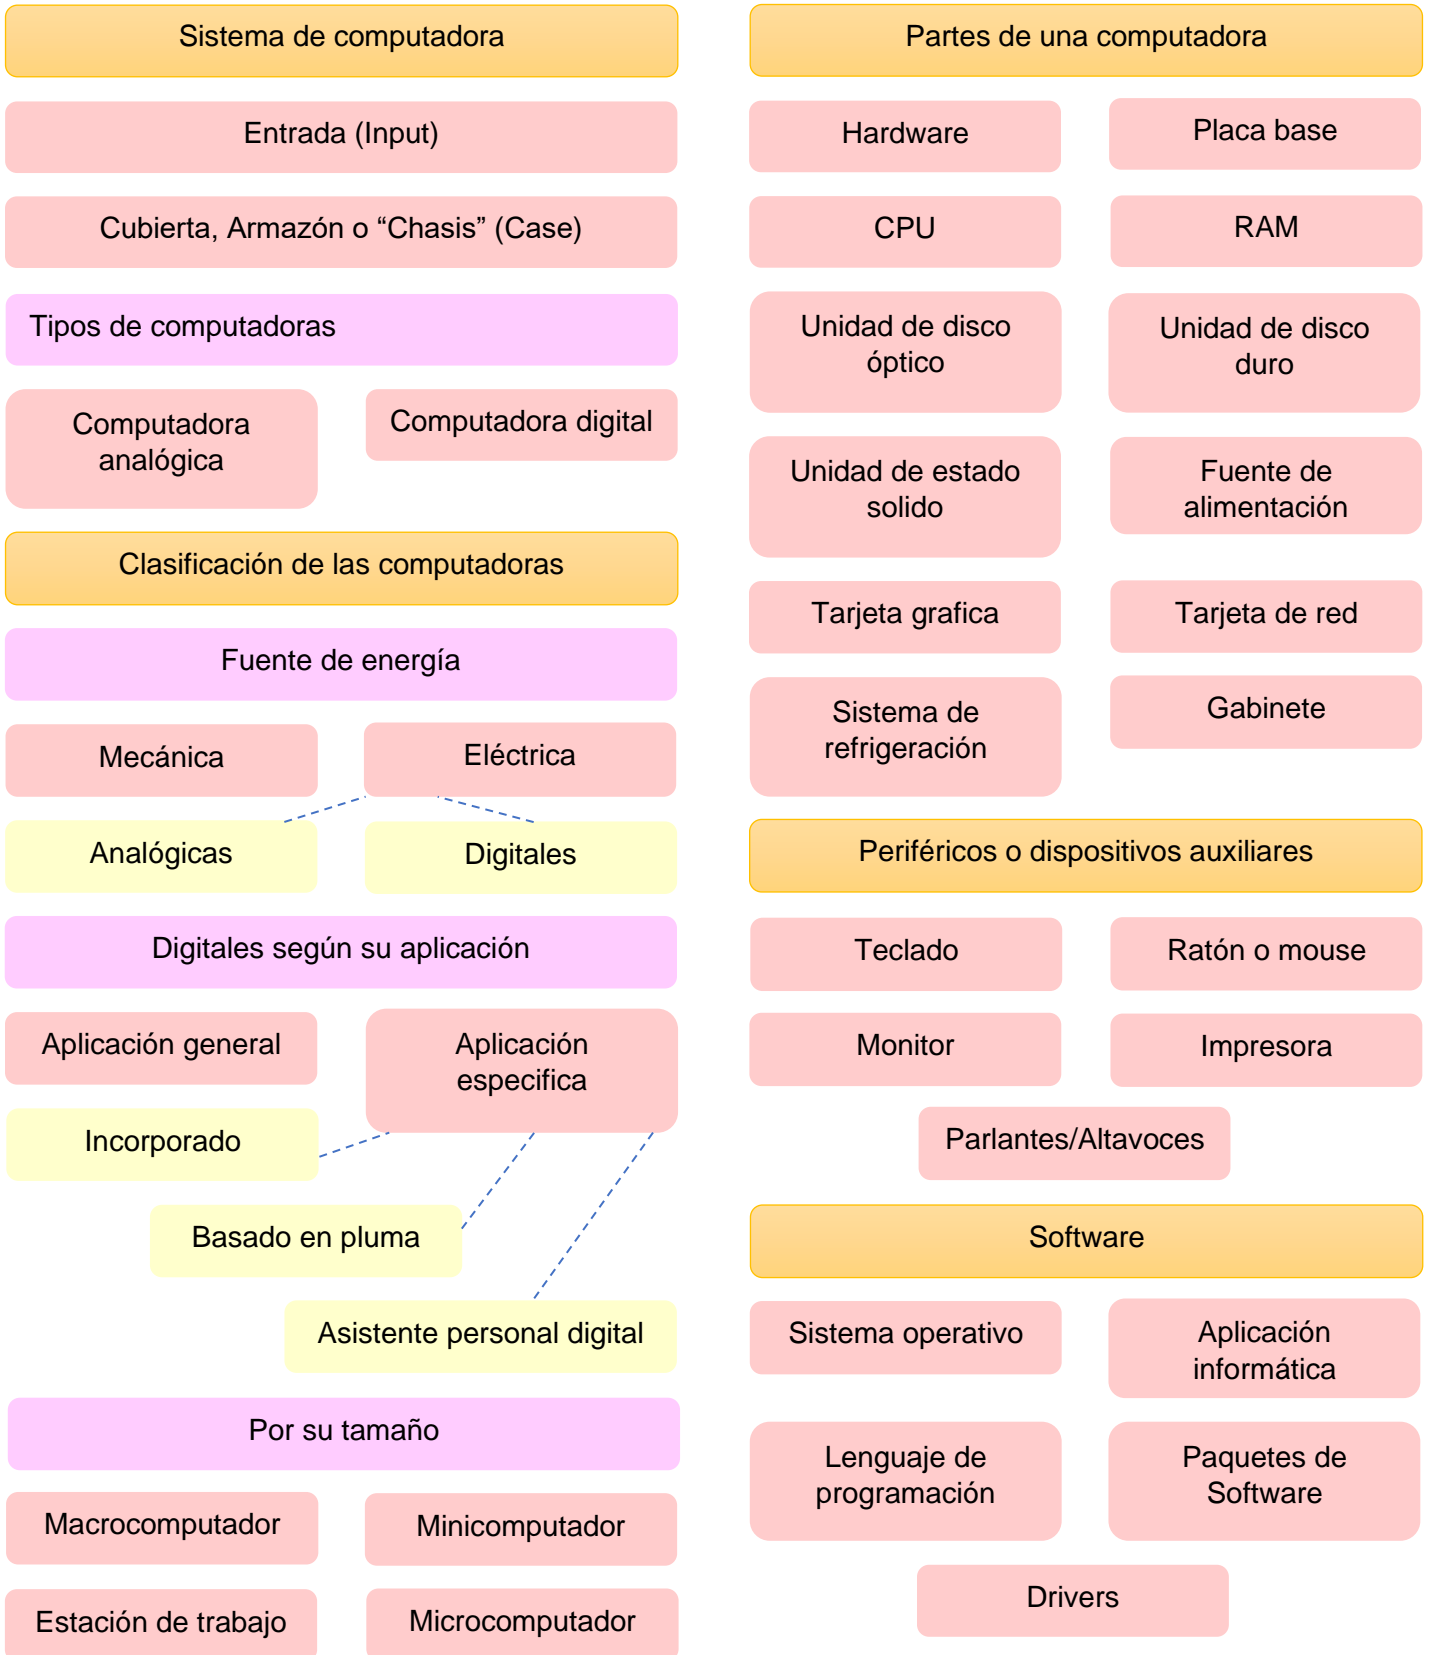 Sistema de computadora
Entrada (Input)
Cubierta, Armazón o “Chasis” (Case)
Tipos de computadoras
Computadora
analógica
Computadora digital
Clasificación de las computadoras
Fuente de energía
Mecánica
Eléctrica
Analógicas
Digitales
Digitales según su aplicación
Aplicación general
Aplicación
especifica
Incorporado
Basado en pluma
Asistente personal digital
Por su tamaño
Macrocomputador
Minicomputador
Estación de trabajo
Microcomputador
Partes de una computadora
Hardware
Placa base
CPU
RAM
Unidad de disco
óptico
Unidad de disco
duro
Unidad de estado
solido
Fuente de
alimentación
Tarjeta grafica
Tarjeta de red
Sistema de
refrigeración
Gabinete
Periféricos o dispositivos auxiliares
Teclado
Ratón o mouse
Monitor
Impresora
Parlantes/Altavoces
Software
Sistema operativo
Aplicación
informática
Lenguaje de
programación
Paquetes de
Software
Drivers